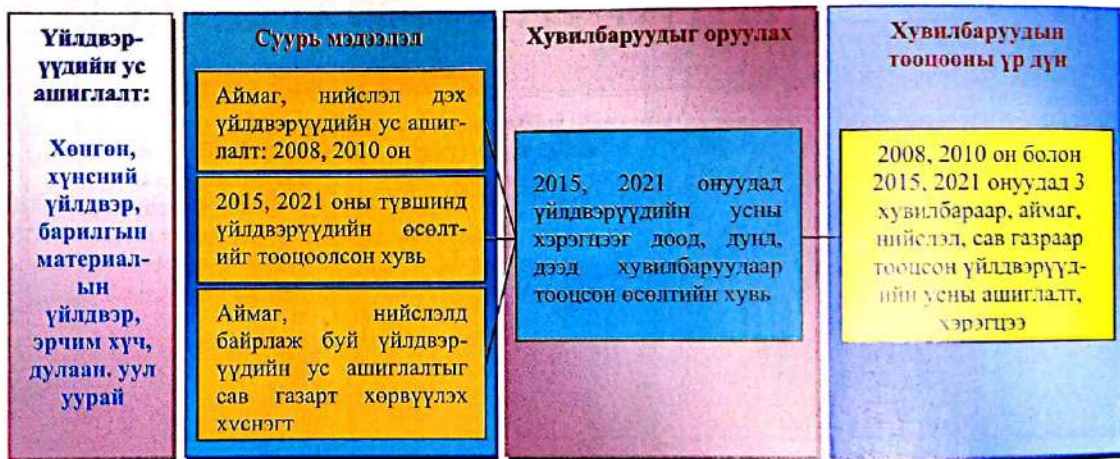 Үйлдвэр-
үүдийн ус
ашиглалт:
Хөнгөн,
хүнсний
үйлдвэр,
барилгын
материал-
ын
үйлдвэр,
эрчим хүч,
дулаан. уул
уурай
Суурь мэдээлэл
Аймаг, нийслэл дэх
үйлдвэрүүдийн ус ашиг-
лалт: 2008, 2010 он
2015, 2021 оны түвшинд
үйлдвэрүүдийн өсөлт-
ийг тооцоолсон хувь
Аймаг, нийслэлд
байрлаж буй үйлдвэр-
үүдийн ус ашиглалтыг
сав газарт хөрвүүлэх
хүснэгт
Хувилбаруудыг оруулах
2015, 2021 онуудад
үйлдвэрүүдийн усны
хэрэгцээг доод, дунд,
дээд хувилбаруудаар
тооцсон өсөлтийн хувь
Хувилбаруудын
тооцооны үр дүн
2008, 2010 он болон
2015, 2021 онуудад 3
хувилбараар, аймаг,
нийслэл, сав газраар
тооцсон үйлдвэрүүд-
ийн усны ашиглалт,
хэрэгцээ